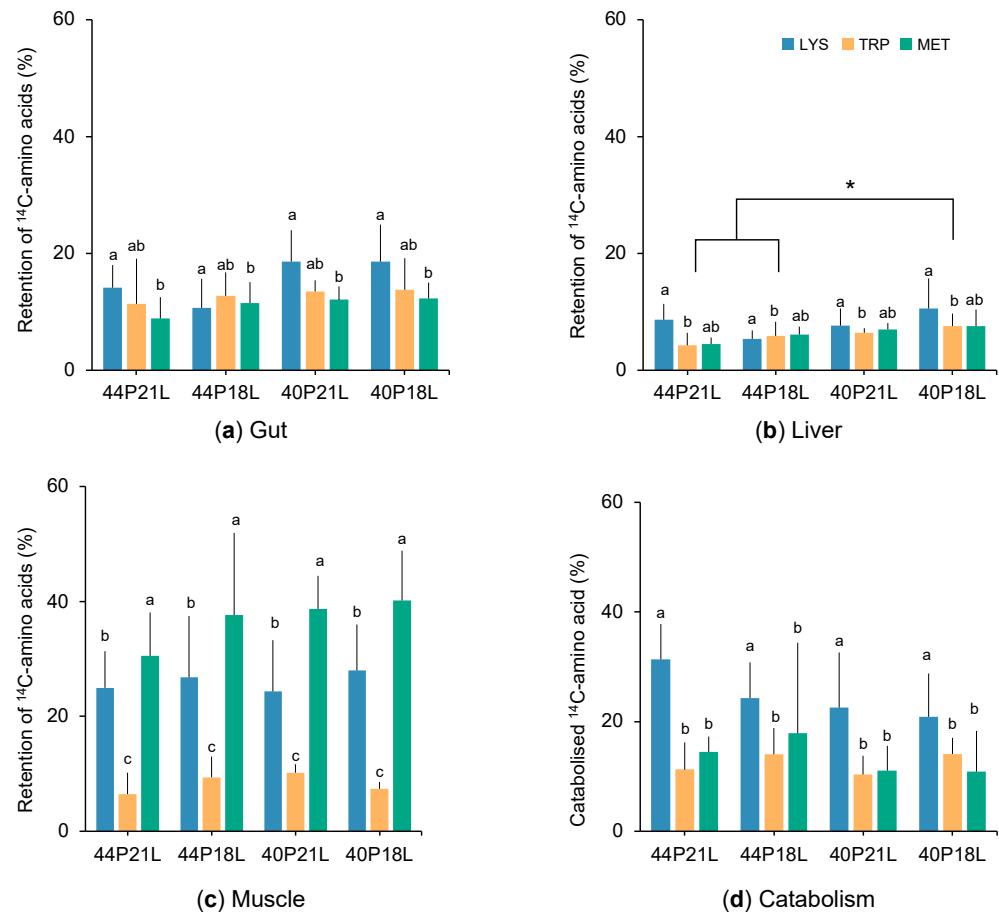 Retention of ¹⁴C-amino acids (%)
60
40
20
0
a ab b
a ab b
a ab b
a ab b
44P21L 44P18L 40P21L 40P18L
(a) Gut
Retention of ¹⁴C-amino acids (%)
60
40
20
0
LYS TRP MET
*
a b ab
a b ab
a b ab
a b ab
44P21L 44P18L 40P21L 40P18L
(b) Liver
Retention of ¹⁴C-amino acids (%)
60
40
20
0
b c a
b c a
b c a
b c a
44P21L 44P18L 40P21L 40P18L
(c) Muscle
Catabolised ¹⁴C-amino acid (%)
60
40
20
0
a b b
a b b
a b b
a b b
44P21L 44P18L 40P21L 40P18L
(d) Catabolism